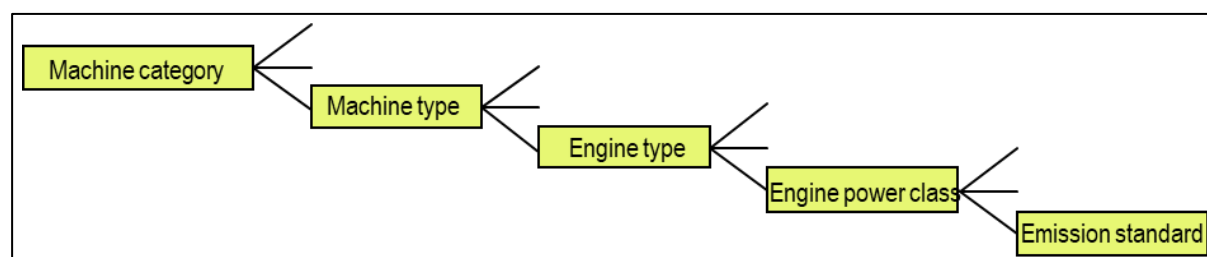 Machine category
Machine type
Engine type
Engine power class
Emission standard